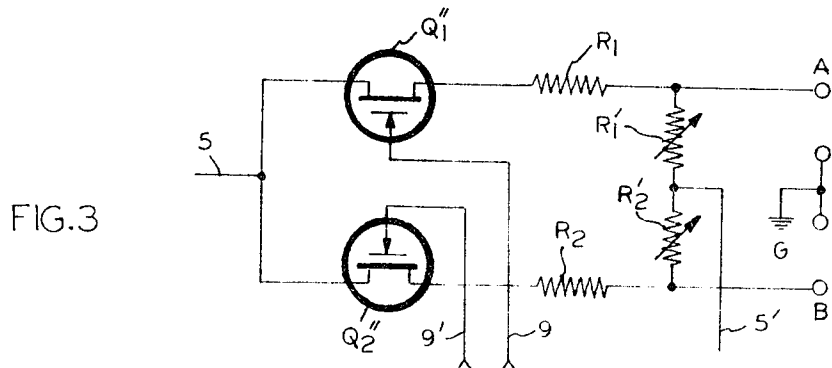 Q₁"
R₁
A
R₁'
5
FIG.3
R₂'
G
R₂
B
Q₂"
9'
9
5'